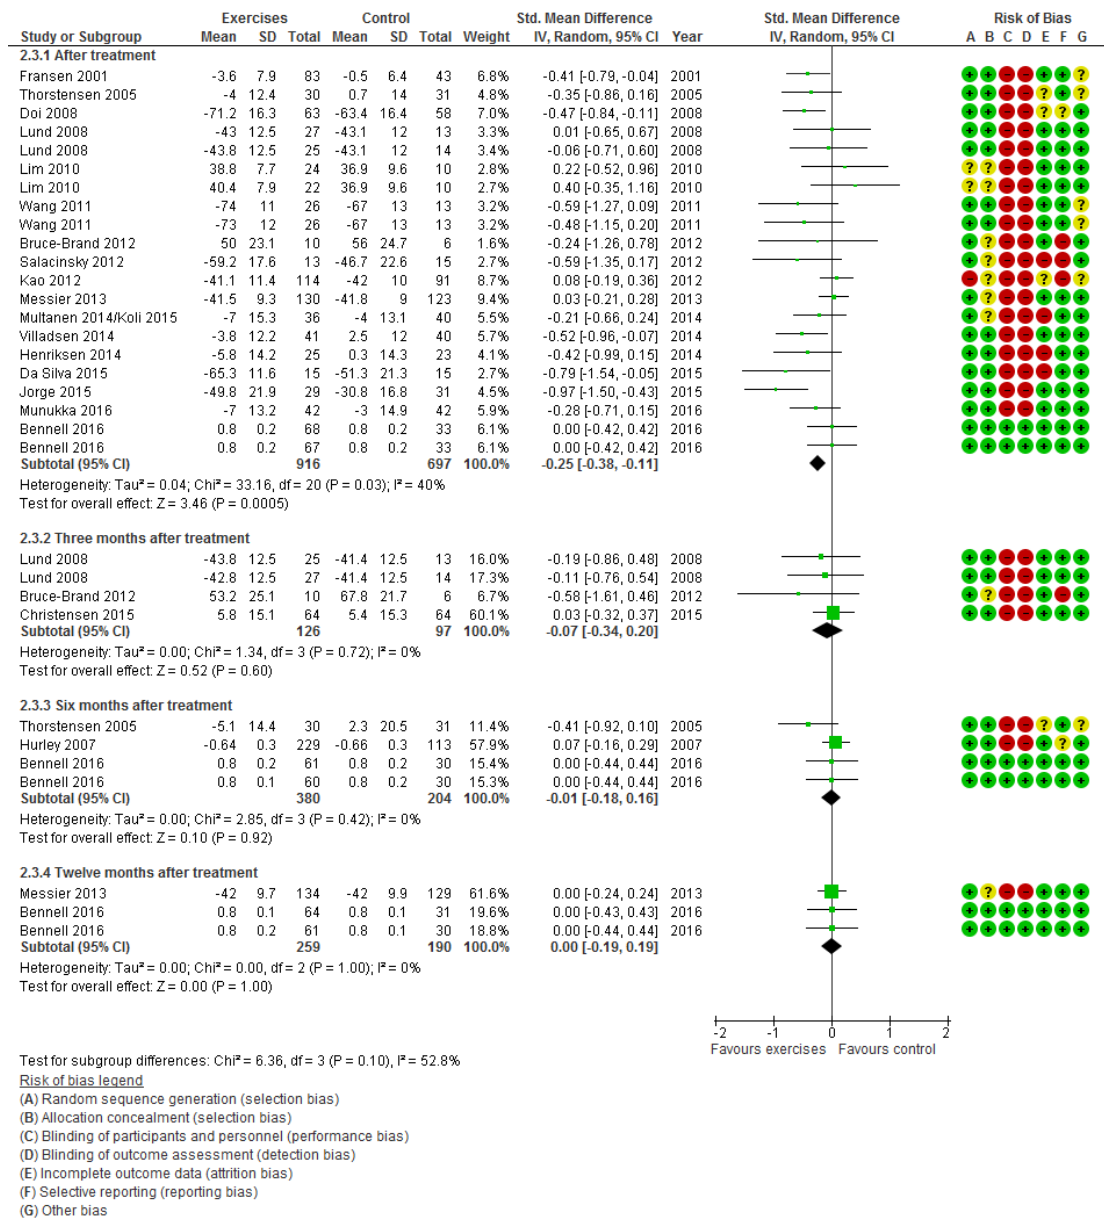 Exercises Control Std. Mean Difference Std. Mean Difference Risk of Bias
Study or Subgroup Mean SD Total Mean SD Total Weight IV, Random, 95% CI Year IV, Random, 95% CI A B C D E F G
2.3.1 After treatment
Fransen 2001 -3.6 7.9 83 -0.5 6.4 43 6.8% -0.41 [-0.79, -0.04] 2001 + + - - + + ?
Thorstensen 2005 -4 12.4 30 0.7 14 31 4.8% -0.35 [-0.86, 0.16] 2005 + + - - ? + ?
Doi 2008 -71.2 16.3 63 -63.4 16.4 58 7.0% -0.47 [-0.84, -0.11] 2008 + + - - ? ? +
Lund 2008 -43 12.5 27 -43.1 12 13 3.4% 0.01 [-0.65, 0.67] 2008 + + - - + + +
Lund 2008 -43.8 12.5 25 -43.1 12 14 3.4% -0.06 [-0.71, 0.60] 2008 + + - - + + +
Lim 2010 38.8 7.7 24 36.9 9.6 10 2.8% 0.22 [-0.52, 0.96] 2010 ? ? - - + + +
Lim 2010 40.4 7.9 22 36.9 9.6 10 2.7% 0.40 [-0.35, 1.16] 2010 ? ? - - + + +
Wang 2011 -74 11 26 -67 13 13 3.2% -0.59 [-1.27, 0.09] 2011 + + - - + + ?
Wang 2011 -73 12 26 -67 13 13 3.3% -0.48 [-1.15, 0.20] 2011 + + - - + + ?
Bruce-Brand 2012 50 23.1 10 56 24.7 6 1.6% -0.24 [-1.26, 0.78] 2012 + ? - - + - +
Salacinsky 2012 -59.2 17.6 13 -46.7 22.6 15 2.7% -0.59 [-1.35, 0.17] 2012 + ? - - - - +
Kao 2012 -41.1 11.4 114 -42 10 91 8.6% 0.08 [-0.19, 0.36] 2012 - ? - - ? - ?
Messier 2013 -41.5 9.3 130 -41.8 9 123 9.4% 0.03 [-0.21, 0.28] 2013 + ? - - + + +
Multanen 2014/Koli 2015 -7 15.3 36 -4 13.1 40 5.5% -0.21 [-0.66, 0.24] 2014 + ? - - - + +
Villadsen 2014 -3.8 12.2 41 2.5 12 40 5.7% -0.52 [-0.96, -0.07] 2014 + + - - + + +
Henriksen 2014 -5.8 14.2 25 0.3 14.3 23 4.1% -0.42 [-0.99, 0.15] 2014 + + - - - + +
Da Silva 2015 -65.3 11.6 15 -51.3 21.3 15 2.7% -0.79 [-1.54, -0.05] 2015 + + - - - + +
Jorge 2015 -49.8 21.9 29 -30.8 16.8 31 4.5% -0.97 [-1.50, -0.43] 2015 + + - - + + +
Munukka 2016 -7 13.2 42 -3 14.9 42 5.9% -0.28 [-0.71, 0.15] 2016 + + - - + + +
Bennell 2016 0.8 0.2 68 0.8 0.2 33 6.1% 0.00 [-0.42, 0.42] 2016 + + + + + + +
Bennell 2016 0.8 0.2 67 0.8 0.2 33 6.1% 0.00 [-0.42, 0.42] 2016 + + + + + + +
Subtotal (95% CI) 916 697 100.0% -0.25 [-0.38, -0.11]
Heterogeneity: Tau² = 0.04; Chi² = 33.16, df = 20 (P = 0.03); I² = 40%
Test for overall effect: Z = 3.46 (P = 0.0005)
2.3.2 Three months after treatment
Lund 2008 -43.8 12.5 25 -41.4 12.5 13 16.0% -0.19 [-0.86, 0.48] 2008 + + - - + + +
Lund 2008 -42.8 12.5 27 -41.4 12.5 14 17.3% -0.11 [-0.76, 0.54] 2008 + + - - + + +
Bruce-Brand 2012 53.2 25.1 10 67.8 21.7 6 6.7% -0.58 [-1.61, 0.46] 2012 + ? - - + - +
Christensen 2015 5.8 15.1 64 5.4 15.3 64 60.1% 0.03 [-0.32, 0.37] 2015 + + - - + + +
Subtotal (95% CI) 126 97 100.0% -0.07 [-0.34, 0.20]
Heterogeneity: Tau² = 0.00; Chi² = 1.34, df = 3 (P = 0.72); I² = 0%
Test for overall effect: Z = 0.52 (P = 0.60)
2.3.3 Six months after treatment
Thorstensen 2005 -5.1 14.4 30 2.3 20.5 31 11.4% -0.41 [-0.92, 0.10] 2005 + + - - ? + ?
Hurley 2007 -0.64 0.3 229 -0.66 0.3 113 57.9% 0.07 [-0.16, 0.29] 2007 + + - - + ? +
Bennell 2016 0.8 0.2 61 0.8 0.2 30 15.4% 0.00 [-0.44, 0.44] 2016 + + + + + + +
Bennell 2016 0.8 0.1 60 0.8 0.2 30 15.3% 0.00 [-0.44, 0.44] 2016 + + + + + + +
Subtotal (95% CI) 380 204 100.0% -0.01 [-0.18, 0.16]
Heterogeneity: Tau² = 0.00; Chi² = 2.85, df = 3 (P = 0.42); I² = 0%
Test for overall effect: Z = 0.10 (P = 0.92)
2.3.4 Twelve months after treatment
Messier 2013 -42 9.7 134 -42 9.9 129 61.6% 0.00 [-0.24, 0.24] 2013 + ? - - + + +
Bennell 2016 0.8 0.1 64 0.8 0.1 31 19.6% 0.00 [-0.43, 0.43] 2016 + + + + + + +
Bennell 2016 0.8 0.2 61 0.8 0.1 30 18.8% 0.00 [-0.44, 0.44] 2016 + + + + + + +
Subtotal (95% CI) 259 190 100.0% 0.00 [-0.19, 0.19]
Heterogeneity: Tau² = 0.00; Chi² = 0.00, df = 2 (P = 1.00); I² = 0%
Test for overall effect: Z = 0.00 (P = 1.00)
-2 -1 0 1 2
Favours exercises Favours control
Test for subgroup differences: Chi² = 6.36, df = 3 (P = 0.10), I² = 52.8%
Risk of bias legend
(A) Random sequence generation (selection bias)
(B) Allocation concealment (selection bias)
(C) Blinding of participants and personnel (performance bias)
(D) Blinding of outcome assessment (detection bias)
(E) Incomplete outcome data (attrition bias)
(F) Selective reporting (reporting bias)
(G) Other bias